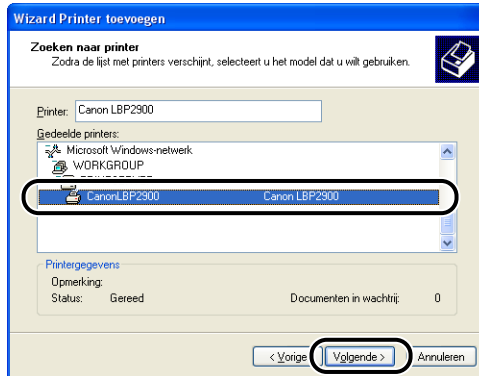 Wizard Printer toevoegen
Zoeken naar printer
Zodra de lijst met printers verschijnt, selecteert u het model dat u wilt gebruiken.
Printer: Canon LBP2900
Gedeelde printers:
Microsoft Windows-netwerk
WORKGROUP
CanonLBP2900 Canon LBP2900
Printergegevens
Opmerking:
Status: Gereed Documenten in wachtrij: 0
< Vorige Volgende > Annuleren